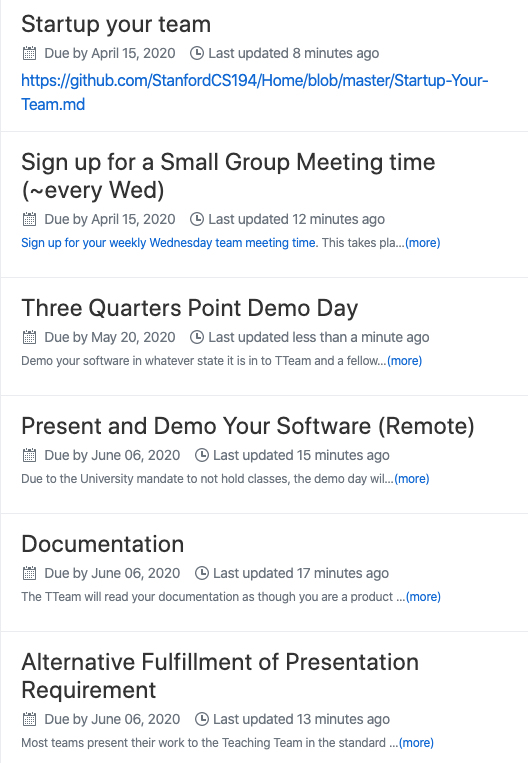 Startup your team
Due by April 15, 2020 Last updated 8 minutes ago
https://github.com/StanfordCS194/Home/blob/master/Startup-Your-
Team.md
Sign up for a Small Group Meeting time
(~every Wed)
Due by April 15, 2020 Last updated 12 minutes ago
Sign up for your weekly Wednesday team meeting time. This takes pla...(more)
Three Quarters Point Demo Day
Due by May 20, 2020 Last updated less than a minute ago
Demo your software in whatever state it is in to TTeam and a fellow...(more)
Present and Demo Your Software (Remote)
Due by June 06, 2020 Last updated 15 minutes ago
Due to the University mandate to not hold classes, the demo day wil...(more)
Documentation
Due by June 06, 2020 Last updated 17 minutes ago
The TTeam will read your documentation as though you are a product ...(more)
Alternative Fulfillment of Presentation
Requirement
Due by June 06, 2020 Last updated 13 minutes ago
Most teams present their work to the Teaching Team in the standard ...(more)